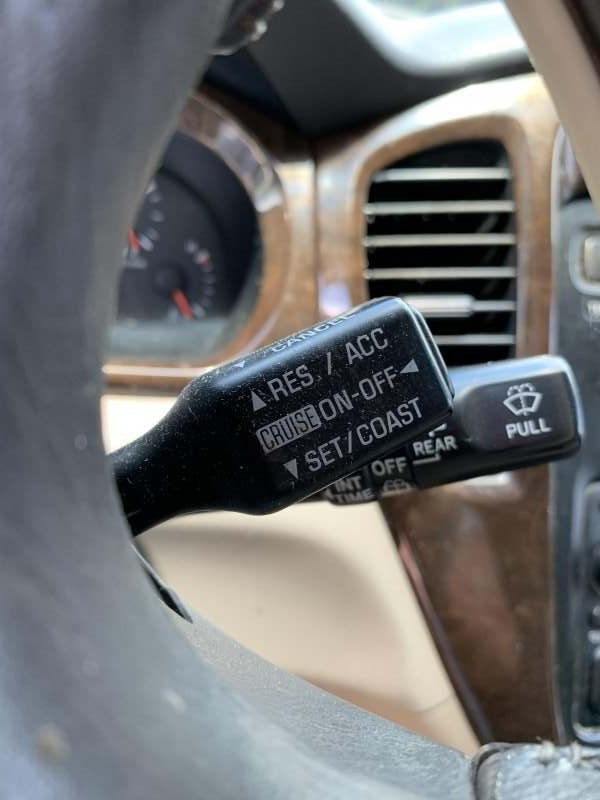 CANCEL
RES / ACC
CRUISE ON-OFF
SET/COAST
PULL
REAR
OFF
INT
TIME